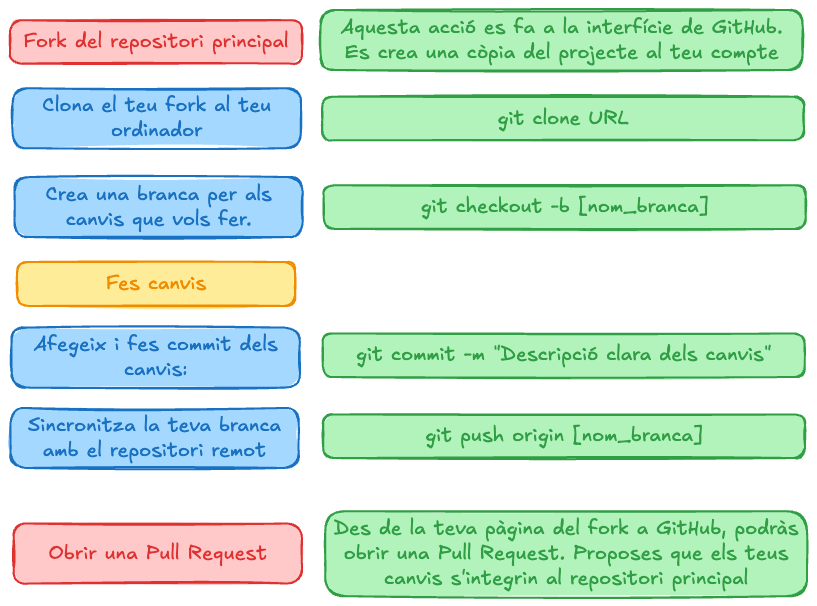 Fork del repositori principal
Aquesta acció es fa a la interfície de GitHub.
Es crea una còpia del projecte al teu compte
Clona el teu fork al teu
ordinador
git clone URL
Crea una branca per als
canvis que vols fer.
git checkout -b [nom_branca]
Fes canvis
Afegeix i fes commit dels
canvis:
git commit -m "Descripció clara dels canvis"
Sincronitza la teva branca
amb el repositori remot
git push origin [nom_branca]
Obrir una Pull Request
Des de la teva pàgina del fork a GitHub, podràs
obrir una Pull Request. Proposes que els teus
canvis s'integrin al repositori principal